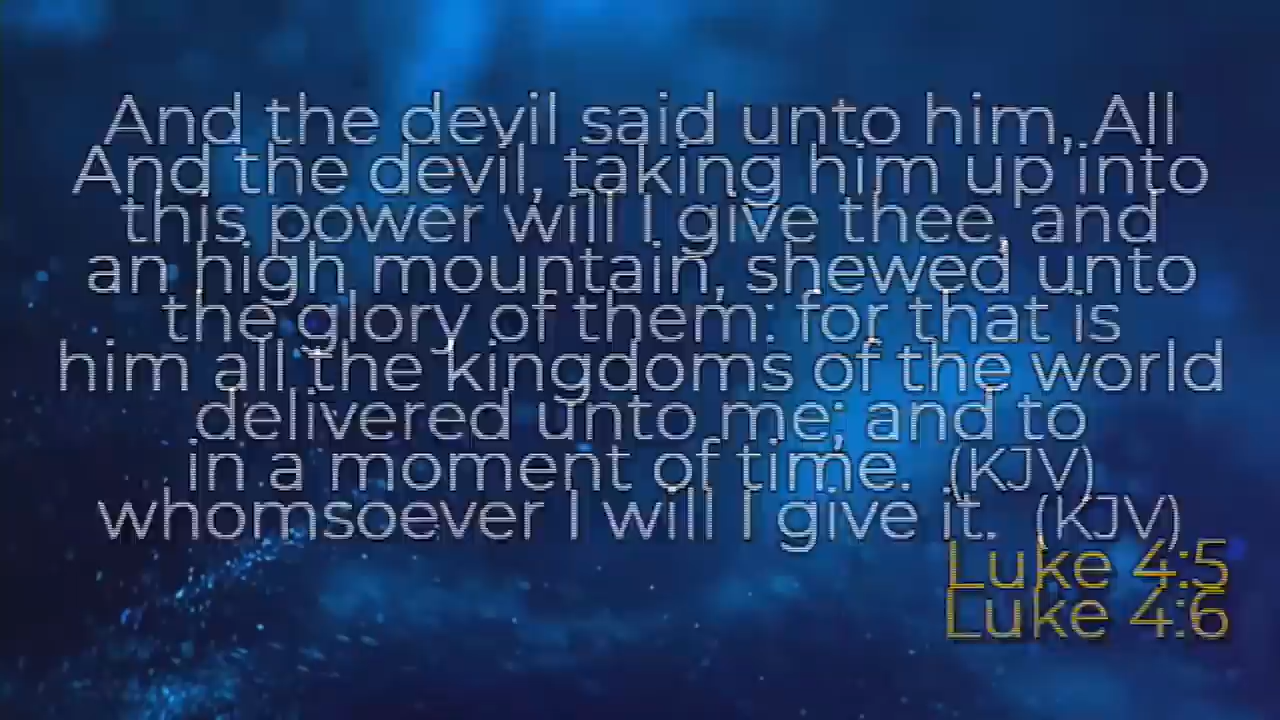 And the devil said unto him, All
And the devil, taking him up into
this power will I give thee, and
an high mountain, shewed unto
the glory of them: for that is
him all the kingdoms of the world
delivered unto me; and to
in a moment of time. (KJV)
whomsoever I will I give it. (KJV)
Luke 4:5
Luke 4:6